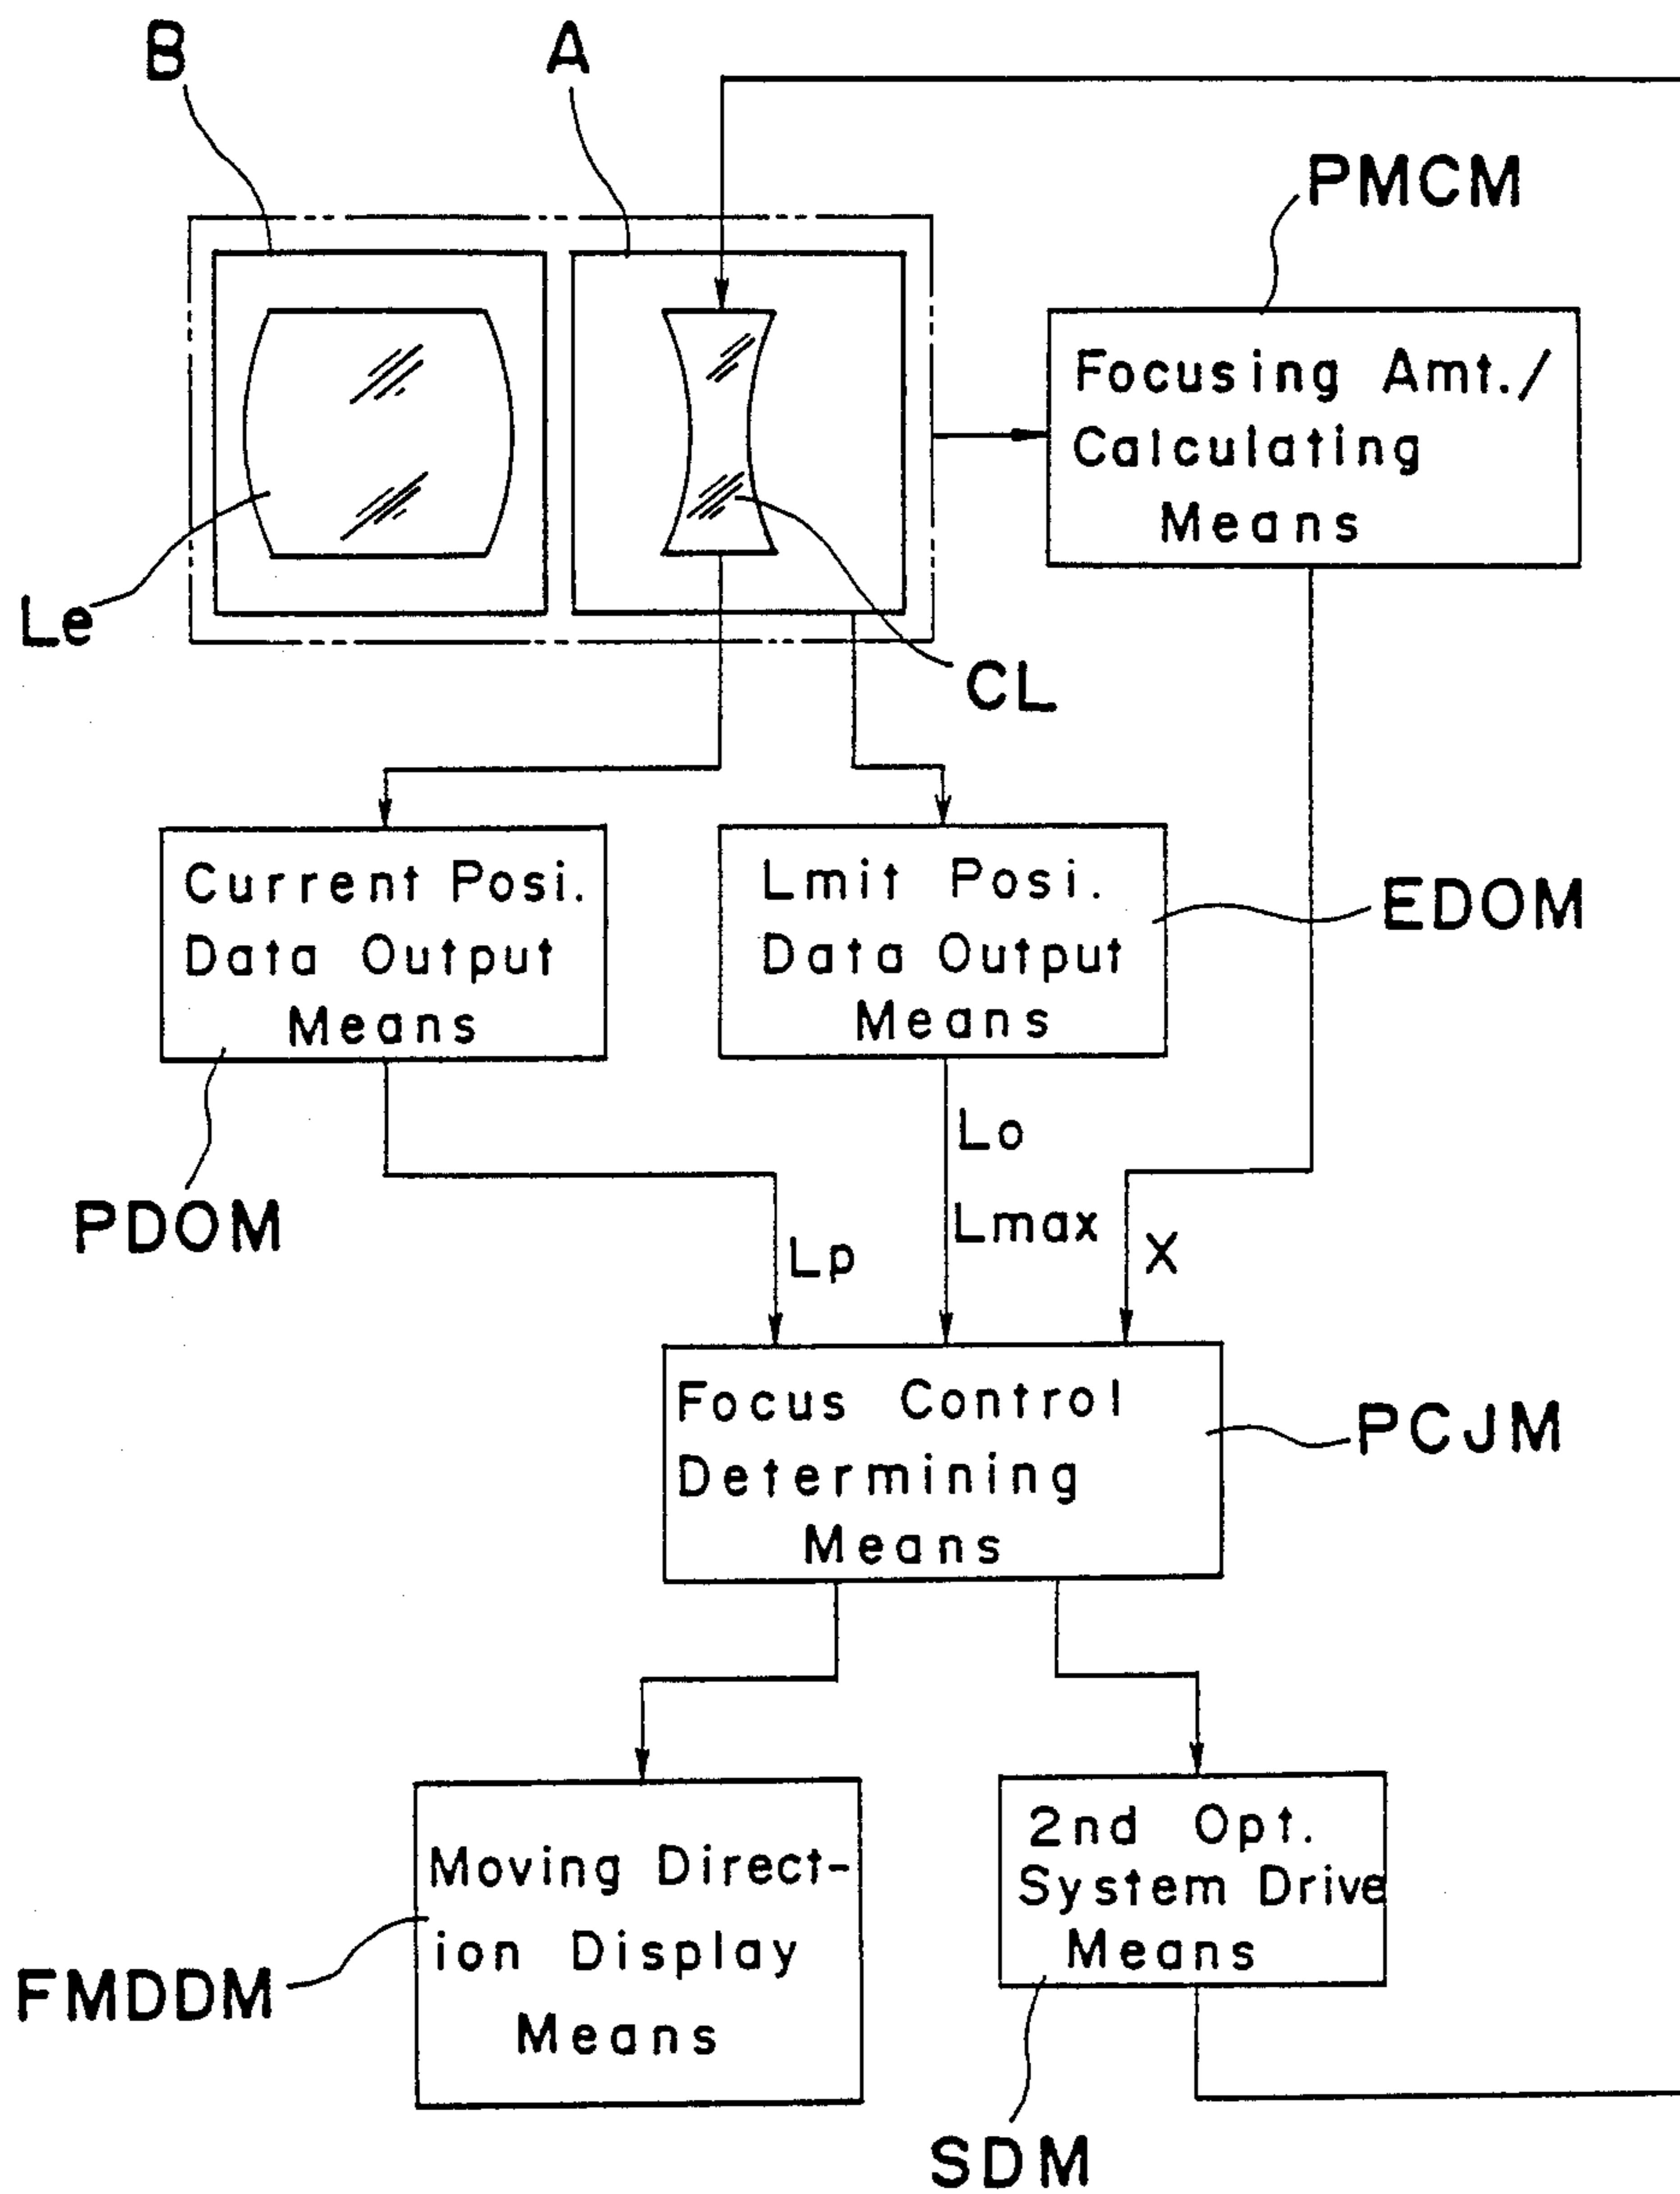 B
A
PMCM
Focusing Amt./
Calculating
Means
Le
CL
Current Posi.
Data Output
Means
Lmit Posi.
Data Output
Means
EDOM
PDOM
Lo
Lmax
Lp
X
Focus Control
Determining
Means
PCJM
Moving Direct-
ion Display
Means
FMDDM
2nd Opt.
System Drive
Means
SDM